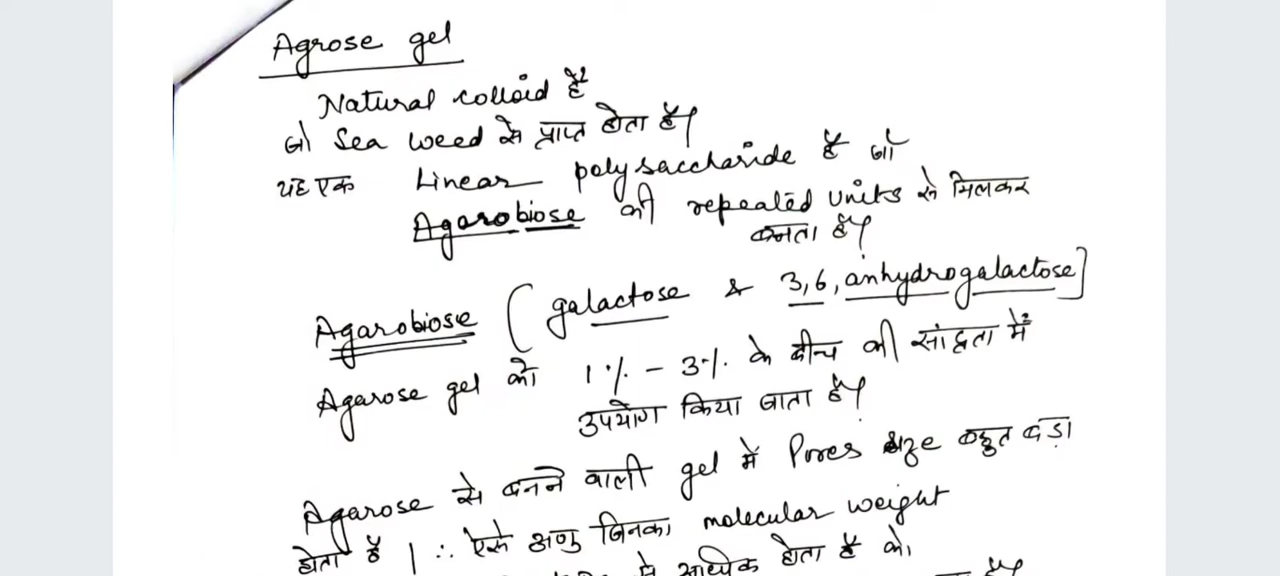 Agrose gel
Natural colloid है
जो Sea weed से प्राप्त होता है।
यह एक Linear polysaccharide है जो
Agarobiose की repeated units से मिलकर
बनता है।
Agarobiose (galactose & 3,6, anhydrogalactose]
Agarose gel को 1% - 3% के बीच की सांद्रता में
उपयोग किया जाता है।
Agarose से बनने वाली gel में Pores size बहुत बड़ा
होता है। ∴ ऐसे अणु जिनका molecular weight
से अधिक होता है को
है।